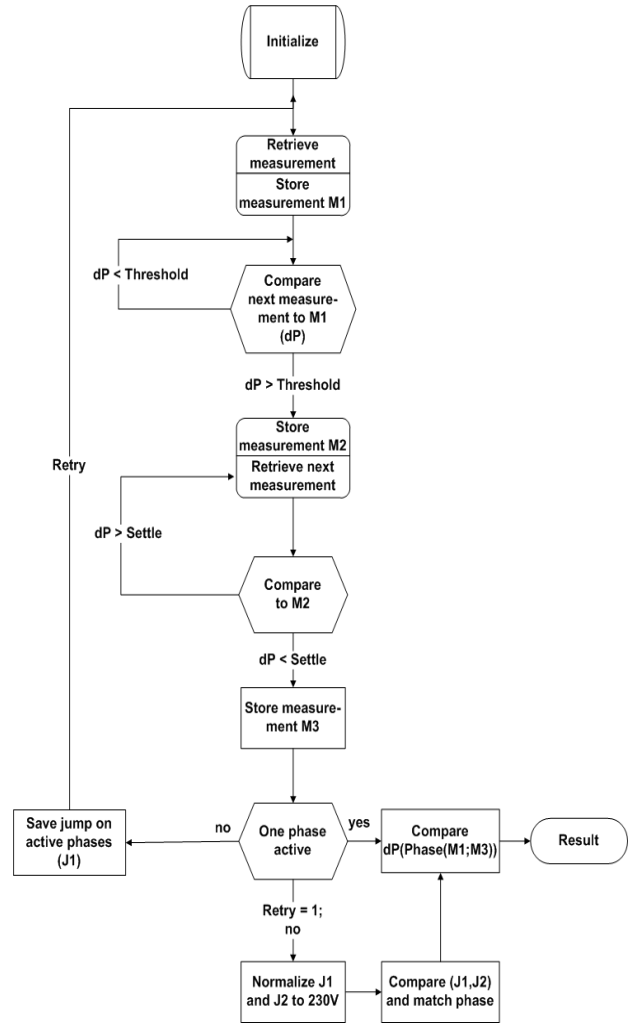 Initialize
Retrieve
measurement
Store
measurement M1
dP < Threshold
Compare
next measure-
ment to M1
(dP)
dP > Threshold
Store
measurement M2
Retrieve next
measurement
Retry
dP > Settle
Compare
to M2
dP < Settle
Store measure-
ment M3
Save jump on
active phases
(J1)
no
One phase
active
yes
Compare
dP(Phase(M1;M3))
Result
Retry = 1;
no
Normalize J1
and J2 to 230V
Compare (J1,J2)
and match phase